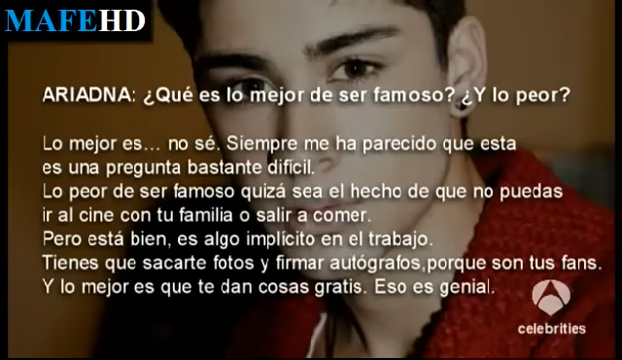 MAFEHD
ARIADNA: ¿Qué es lo mejor de ser famoso? ¿Y lo peor?
Lo mejor es... no sé. Siempre me ha parecido que esta
es una pregunta bastante difícil.
Lo peor de ser famoso quizá sea el hecho de que no puedas
ir al cine con tu familia o salir a comer.
Pero está bien, es algo implícito en el trabajo.
Tienes que sacarte fotos y firmar autógrafos,porque son tus fans.
Y lo mejor es que te dan cosas gratis. Eso es genial.
celebrities